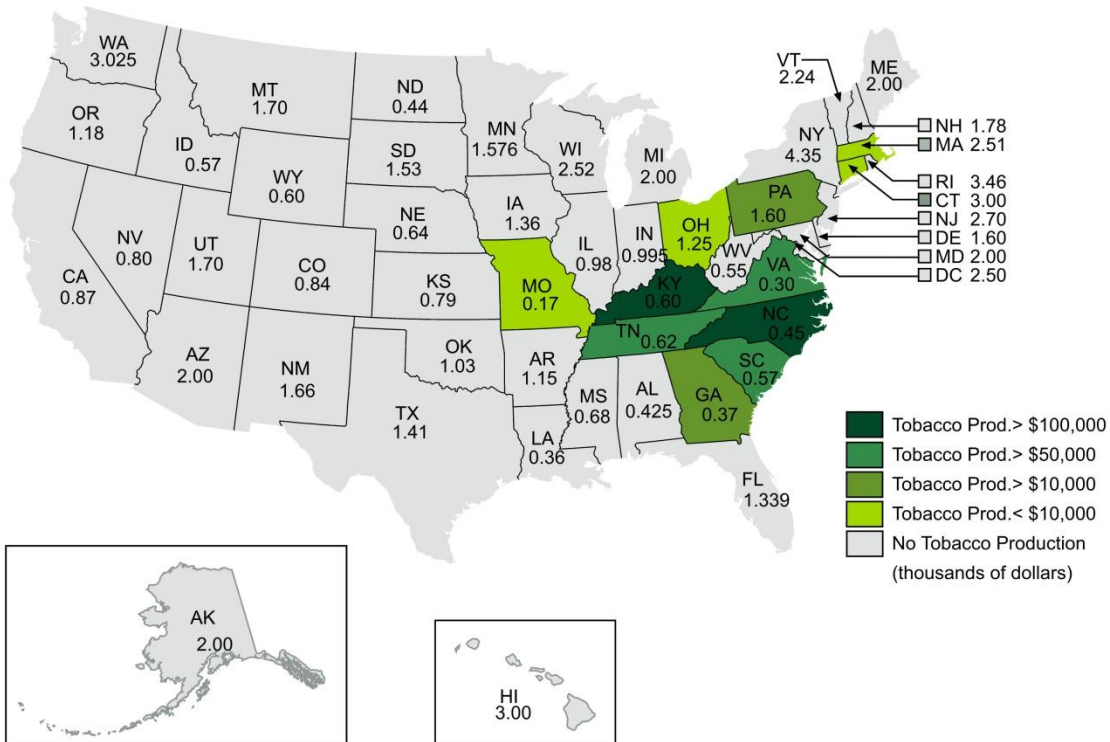 WA
3.025
MT
1.70
ND
0.44
VT
2.24
ME
2.00
OR
1.18
ID
0.57
MN
1.576
WI
2.52
MI
2.00
NY
4.35
NH 1.78
MA 2.51
RI 3.46
CT 3.00
NJ 2.70
DE 1.60
MD 2.00
DC 2.50
SD
1.53
WY
0.60
IA
1.36
NE
0.64
PA
1.60
OH
1.25
IN
0.995
IL
0.98
WV
0.55
VA
0.30
NV
0.80
UT
1.70
CO
0.84
CA
0.87
KS
0.79
MO
0.17
KY
0.60
NC
0.45
TN 0.62
SC
0.57
AZ
2.00
NM
1.66
OK
1.03
AR
1.15
MS
0.68
AL
0.425
GA
0.37
TX
1.41
LA
0.36
FL
1.339
Tobacco Prod.> $100,000
Tobacco Prod.> $50,000
Tobacco Prod.> $10,000
Tobacco Prod.< $10,000
No Tobacco Production
(thousands of dollars)
AK
2.00
HI
3.00